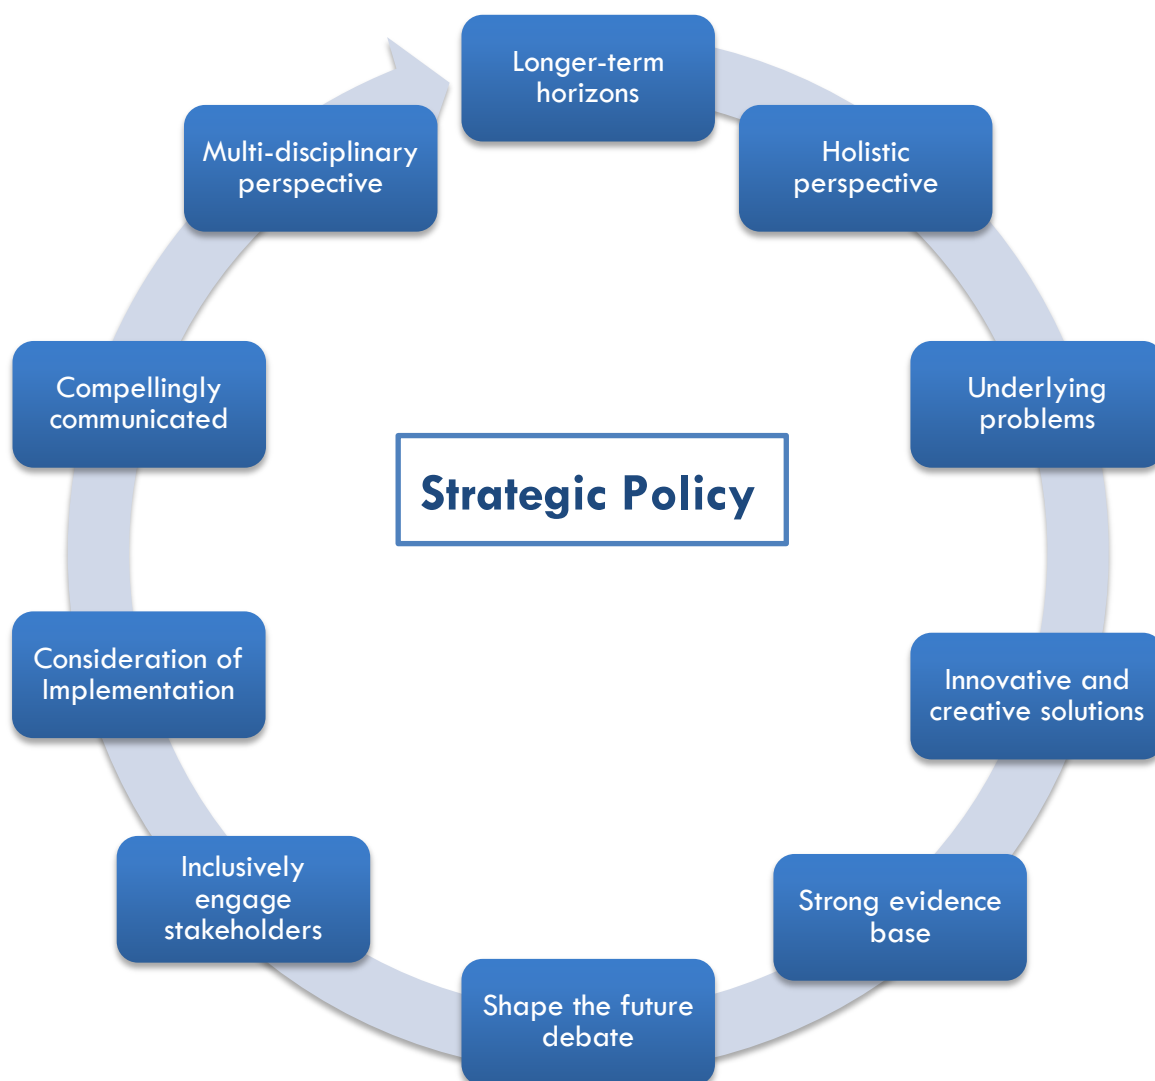 Longer-term
horizons
Holistic
perspective
Underlying
problems
Innovative and
creative solutions
Strong evidence
base
Shape the future
debate
Inclusively
engage
stakeholders
Consideration of
Implementation
Compellingly
communicated
Multi-disciplinary
perspective
Strategic Policy